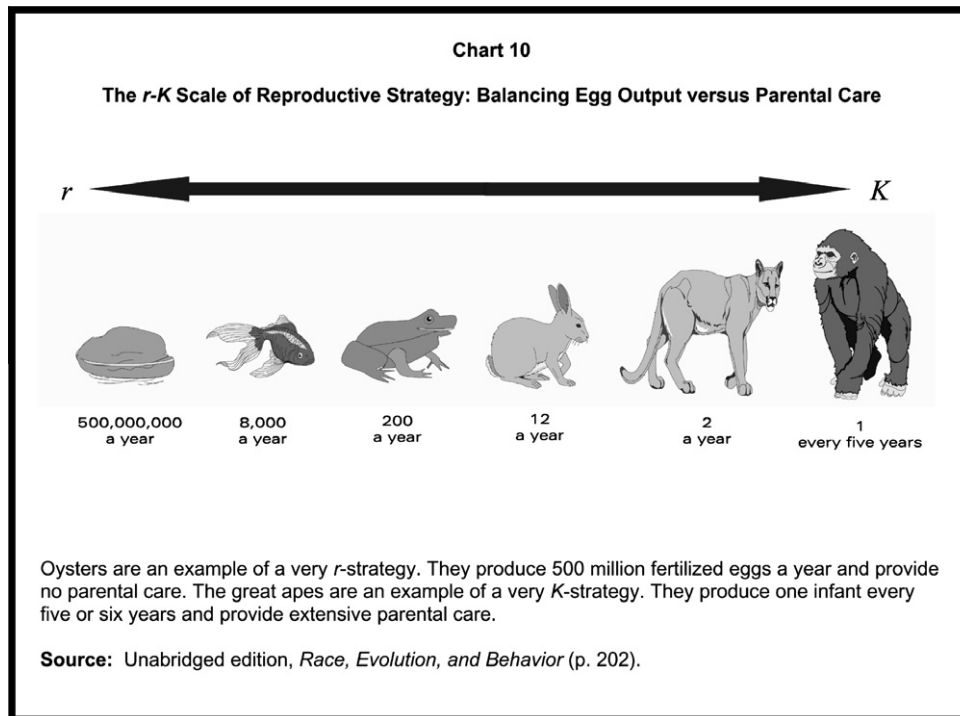 Chart 10
The r-K Scale of Reproductive Strategy: Balancing Egg Output versus Parental Care
r
K
500,000,000
a year
8,000
a year
200
a year
12
a year
2
a year
1
every five years
Oysters are an example of a very r-strategy. They produce 500 million fertilized eggs a year and provide
no parental care. The great apes are an example of a very K-strategy. They produce one infant every
five or six years and provide extensive parental care.
Source: Unabridged edition, Race, Evolution, and Behavior (p. 202).